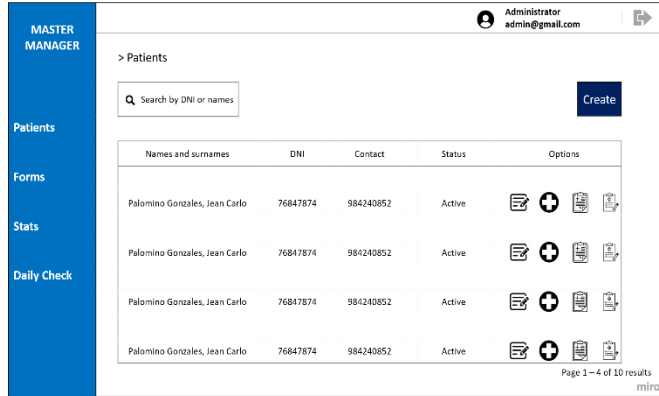 MASTER
MANAGER
Administrator
admin@gmail.com
> Patients
Search by DNI or names
Create
Patients
Forms
Stats
Daily Check
Names and surnames DNI Contact Status Options
Palomino Gonzales, Jean Carlo 76847874 984240852 Active
Palomino Gonzales, Jean Carlo 76847874 984240852 Active
Palomino Gonzales, Jean Carlo 76847874 984240852 Active
Palomino Gonzales, Jean Carlo 76847874 984240852 Active
Page 1 – 4 of 10 results
miro